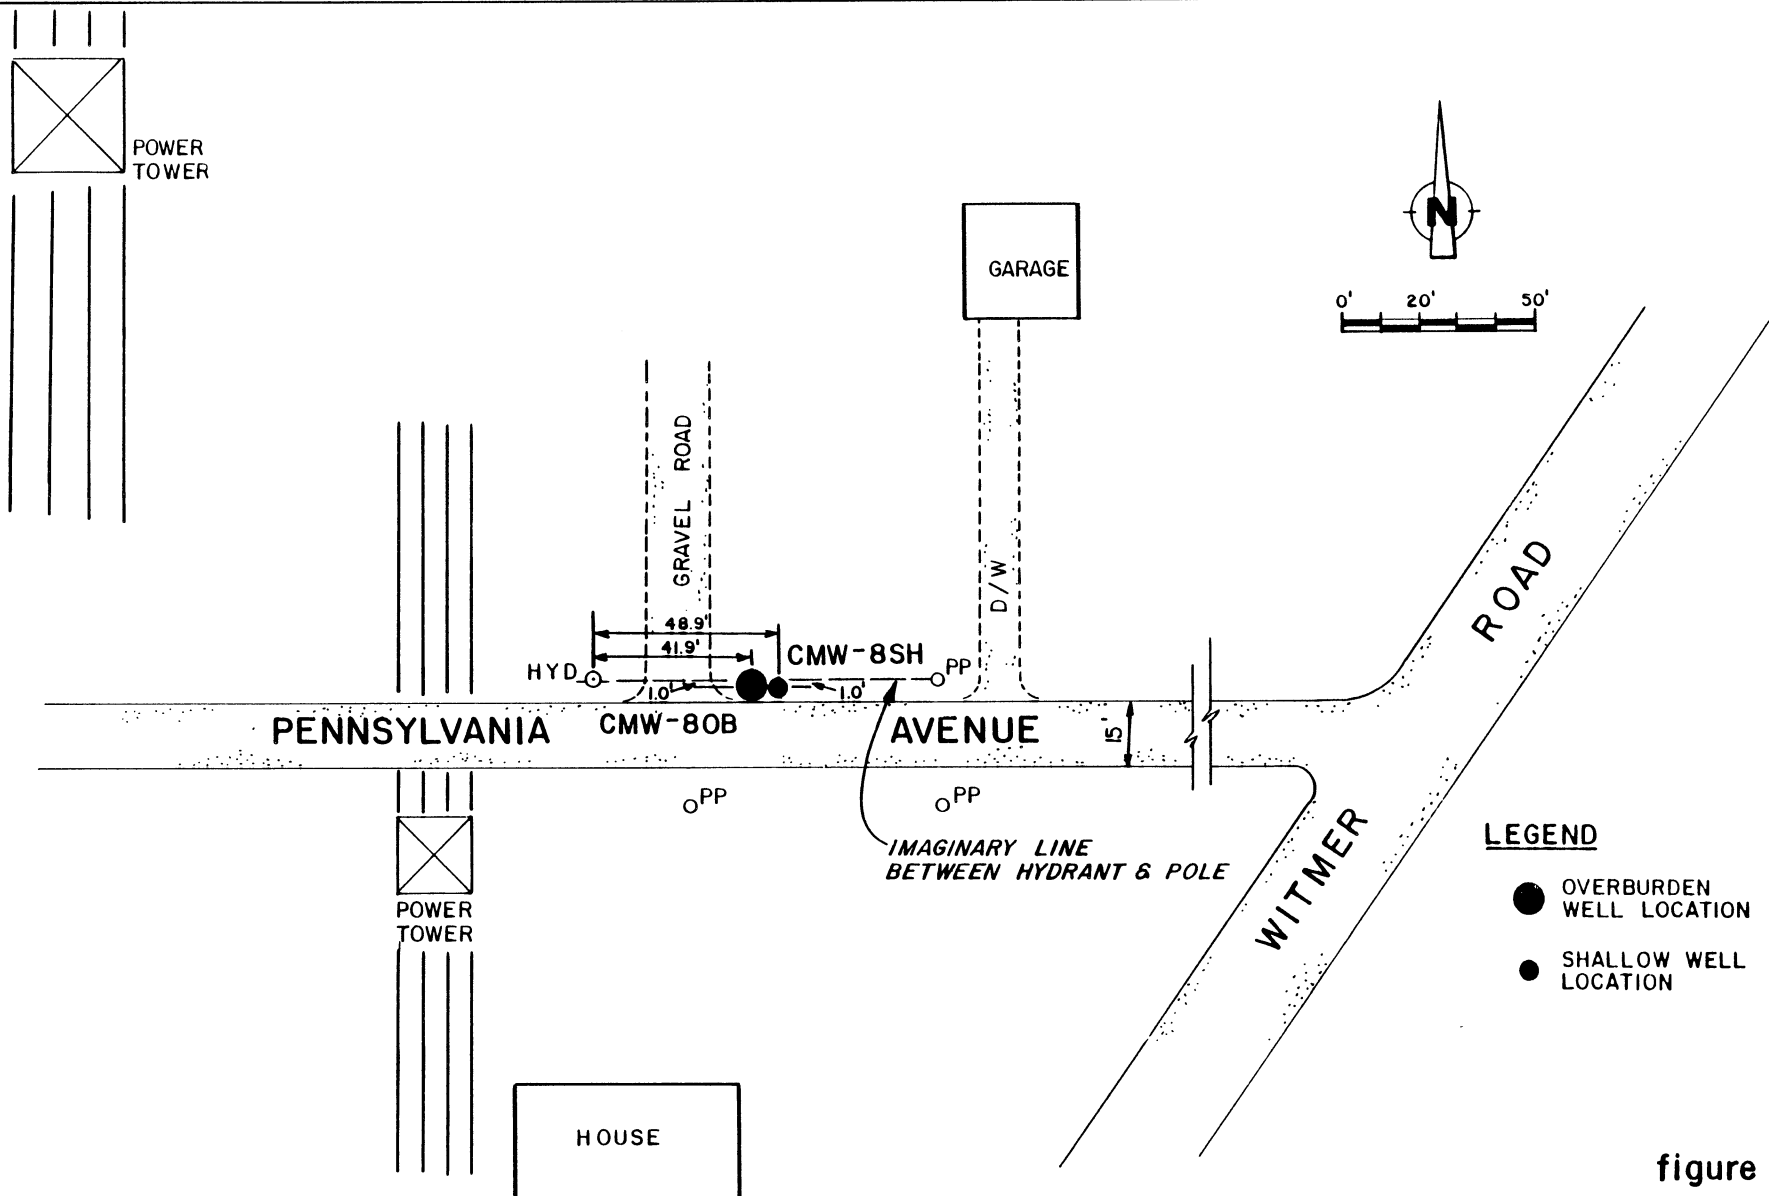 POWER
TOWER
N
GARAGE
0' 20' 50'
GRAVEL ROAD
D/W
ROAD
48.9'
41.9'
CMW-8SH
HYD
PP
1.0'
1.0'
PENNSYLVANIA
CMW-8OB
AVENUE
15'
PP
PP
IMAGINARY LINE
BETWEEN HYDRANT & POLE
WITMER
LEGEND
OVERBURDEN
WELL LOCATION
POWER
TOWER
SHALLOW WELL
LOCATION
HOUSE
figure